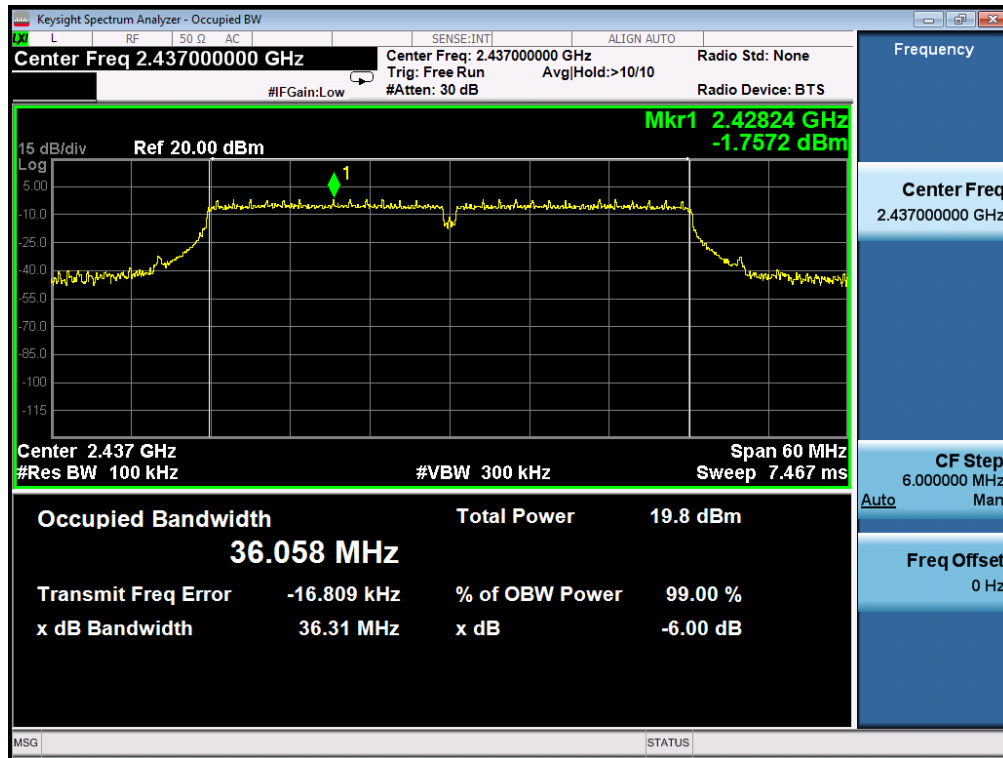 Keysight Spectrum Analyzer - Occupied BW
LXI L RF 50 Ω AC SENSE:INT ALIGN AUTO
Center Freq 2.437000000 GHz
#IFGain:Low
Center Freq: 2.437000000 GHz
Trig: Free Run Avg|Hold:>10/10
#Atten: 30 dB
Radio Std: None
Radio Device: BTS
Mkr1 2.42824 GHz
-1.7572 dBm
15 dB/div Ref 20.00 dBm
Log
1
5.00
-10.0
-25.0
-40.0
-55.0
-70.0
-85.0
-100
-115
Center 2.437 GHz Span 60 MHz
#Res BW 100 kHz #VBW 300 kHz Sweep 7.467 ms
Occupied Bandwidth Total Power 19.8 dBm
36.058 MHz
Transmit Freq Error -16.809 kHz % of OBW Power 99.00 %
x dB Bandwidth 36.31 MHz x dB -6.00 dB
MSG STATUS
Frequency
Center Freq
2.437000000 GHz
CF Step
6.000000 MHz
Auto Man
Freq Offset
0 Hz